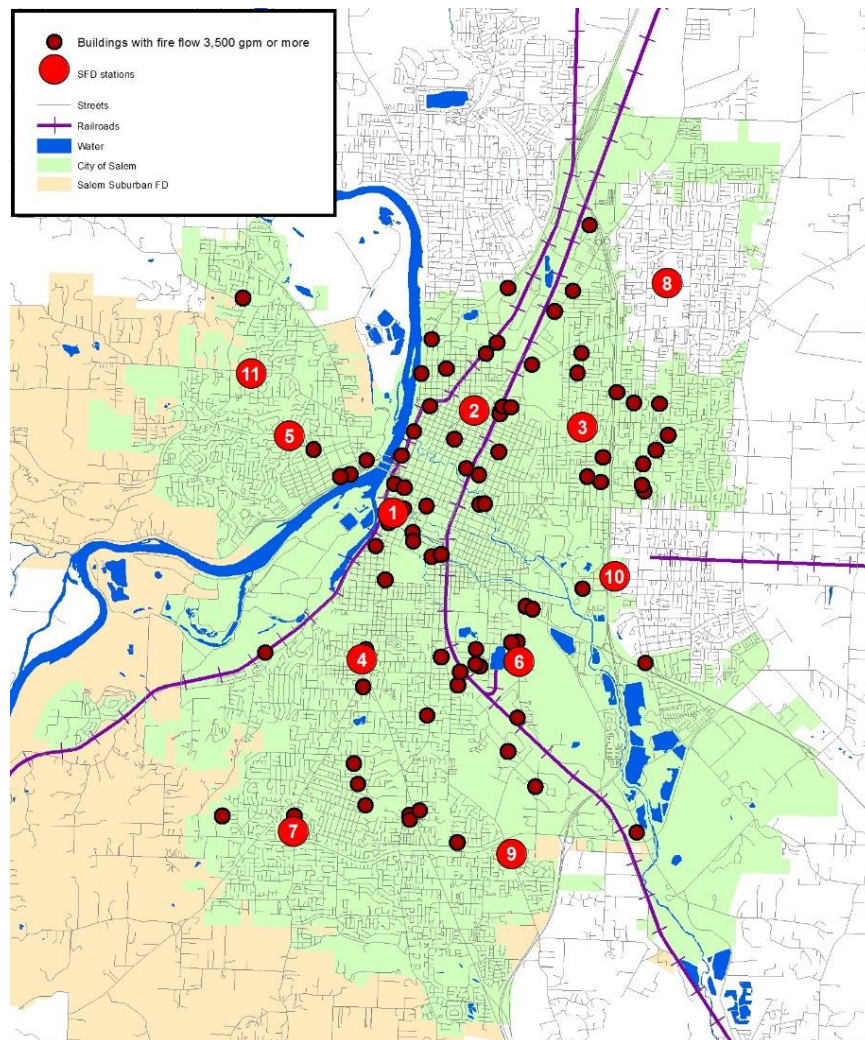 Buildings with fire flow 3,500 gpm or more
SFD stations
Streets
Railroads
Water
City of Salem
Salem Suburban FD
8
11
2
5
3
1
10
4
6
7
9